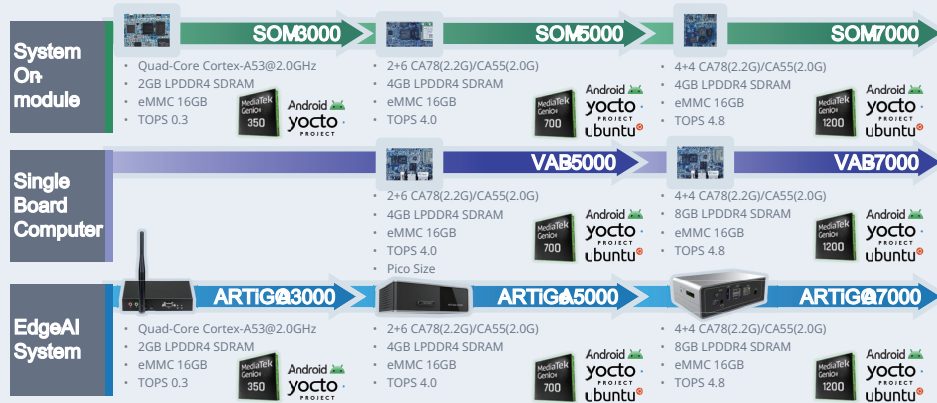 System
On-
module
SOM3000
• Quad-Core Cortex-A53@2.0GHz
• 2GB LPDDR4 SDRAM
• eMMC 16GB
• TOPS 0.3
MediaTek
Genio
350
Android
yocto
PROJECT
SOM5000
• 2+6 CA78(2.2G)/CA55(2.0G)
• 4GB LPDDR4 SDRAM
• eMMC 16GB
• TOPS 4.0
MediaTek
Genio
700
Android
yocto
PROJECT
ubuntu
SOM7000
• 4+4 CA78(2.2G)/CA55(2.0G)
• 4GB LPDDR4 SDRAM
• eMMC 16GB
• TOPS 4.8
MediaTek
Genio
1200
Android
yocto
PROJECT
ubuntu
Single
Board
Computer
VAB5000
• 2+6 CA78(2.2G)/CA55(2.0G)
• 4GB LPDDR4 SDRAM
• eMMC 16GB
• TOPS 4.0
• Pico Size
MediaTek
Genio
700
Android
yocto
PROJECT
ubuntu
VAB7000
• 4+4 CA78(2.2G)/CA55(2.0G)
• 8GB LPDDR4 SDRAM
• eMMC 16GB
• TOPS 4.8
MediaTek
Genio
1200
Android
yocto
PROJECT
ubuntu
EdgeAI
System
ARTiGOA3000
• Quad-Core Cortex-A53@2.0GHz
• 2GB LPDDR4 SDRAM
• eMMC 16GB
• TOPS 0.3
MediaTek
Genio
350
Android
yocto
PROJECT
ARTiGOA5000
• 2+6 CA78(2.2G)/CA55(2.0G)
• 4GB LPDDR4 SDRAM
• eMMC 16GB
• TOPS 4.0
MediaTek
Genio
700
Android
yocto
PROJECT
ubuntu
ARTiGOA7000
• 4+4 CA78(2.2G)/CA55(2.0G)
• 8GB LPDDR4 SDRAM
• eMMC 16GB
• TOPS 4.8
MediaTek
Genio
1200
Android
yocto
PROJECT
ubuntu